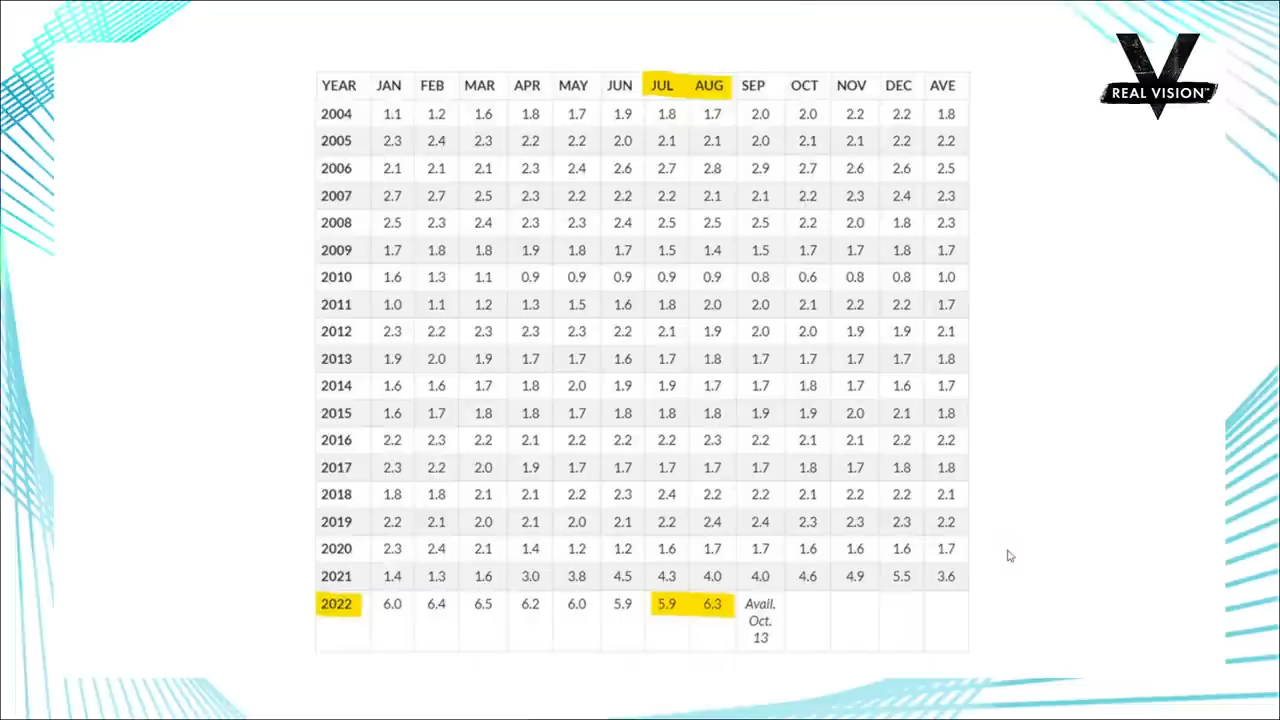 REAL VISION™
YEAR JAN FEB MAR APR MAY JUN JUL AUG SEP OCT NOV DEC AVE
2004 1.1 1.2 1.6 1.8 1.7 1.9 1.8 1.7 2.0 2.0 2.2 2.2 1.8
2005 2.3 2.4 2.3 2.2 2.2 2.0 2.1 2.1 2.0 2.1 2.1 2.2 2.2
2006 2.1 2.1 2.1 2.3 2.4 2.6 2.7 2.8 2.9 2.7 2.6 2.6 2.5
2007 2.7 2.7 2.5 2.3 2.2 2.2 2.2 2.1 2.1 2.2 2.3 2.4 2.3
2008 2.5 2.3 2.4 2.3 2.3 2.4 2.5 2.5 2.5 2.2 2.0 1.8 2.3
2009 1.7 1.8 1.8 1.9 1.8 1.7 1.5 1.4 1.5 1.7 1.7 1.8 1.7
2010 1.6 1.3 1.1 0.9 0.9 0.9 0.9 0.9 0.8 0.6 0.8 0.8 1.0
2011 1.0 1.1 1.2 1.3 1.5 1.6 1.8 2.0 2.0 2.1 2.2 2.2 1.7
2012 2.3 2.2 2.3 2.3 2.3 2.2 2.1 1.9 2.0 2.0 1.9 1.9 2.1
2013 1.9 2.0 1.9 1.7 1.7 1.6 1.7 1.8 1.7 1.7 1.7 1.7 1.8
2014 1.6 1.6 1.7 1.8 2.0 1.9 1.9 1.7 1.7 1.8 1.7 1.6 1.7
2015 1.6 1.7 1.8 1.8 1.7 1.8 1.8 1.8 1.9 1.9 2.0 2.1 1.8
2016 2.2 2.3 2.2 2.1 2.2 2.2 2.2 2.3 2.2 2.1 2.1 2.2 2.2
2017 2.3 2.2 2.0 1.9 1.7 1.7 1.7 1.7 1.7 1.8 1.7 1.8 1.8
2018 1.8 1.8 2.1 2.1 2.2 2.3 2.4 2.2 2.2 2.1 2.2 2.2 2.1
2019 2.2 2.1 2.0 2.1 2.0 2.1 2.2 2.4 2.4 2.3 2.3 2.3 2.2
2020 2.3 2.4 2.1 1.4 1.2 1.2 1.6 1.7 1.7 1.6 1.6 1.6 1.7
2021 1.4 1.3 1.6 3.0 3.8 4.5 4.3 4.0 4.0 4.6 4.9 5.5 3.6
2022 6.0 6.4 6.5 6.2 6.0 5.9 5.9 6.3 Avail.
Oct.
13